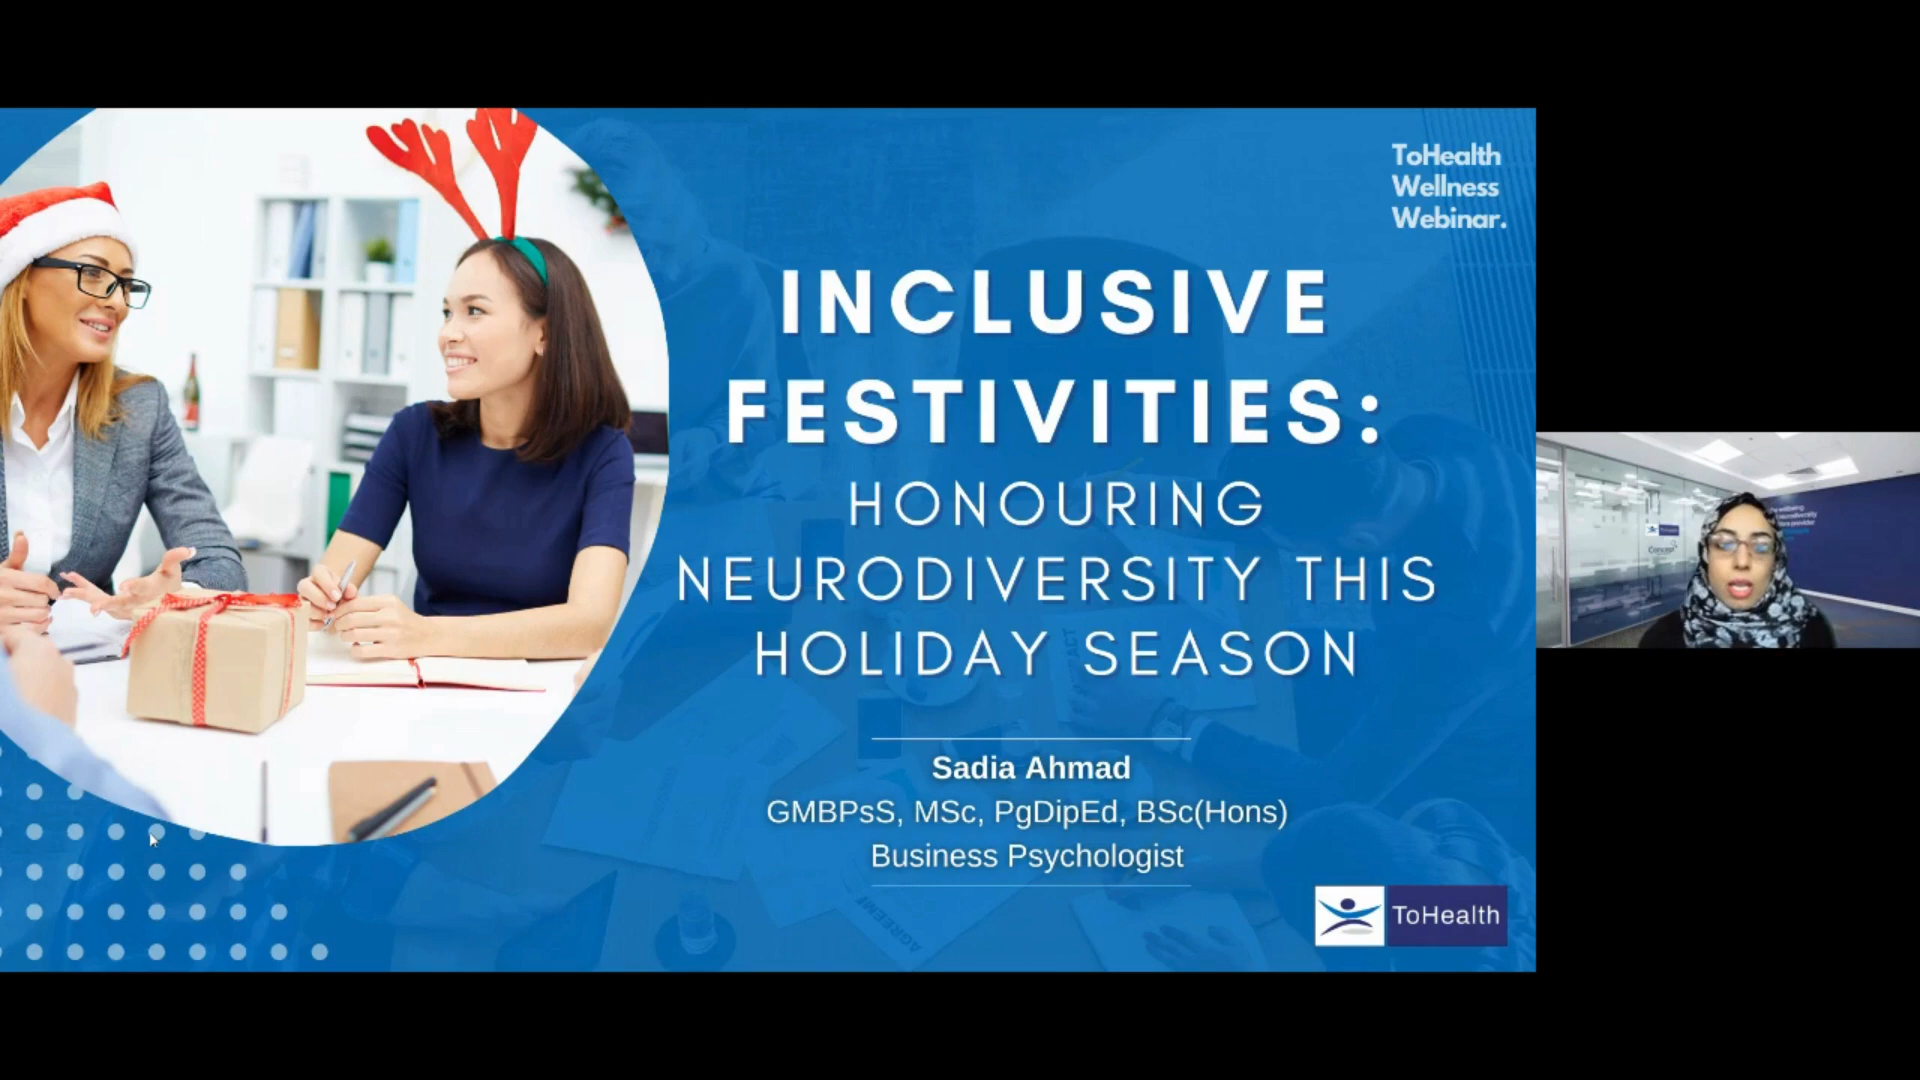 ToHealth
Wellness
Webinar.
INCLUSIVE
FESTIVITIES:
HONOURING
NEURODIVERSITY THIS
HOLIDAY SEASON
Sadia Ahmad
GMBPsS, MSc, PgDipEd, BSc(Hons)
Business Psychologist
ToHealth